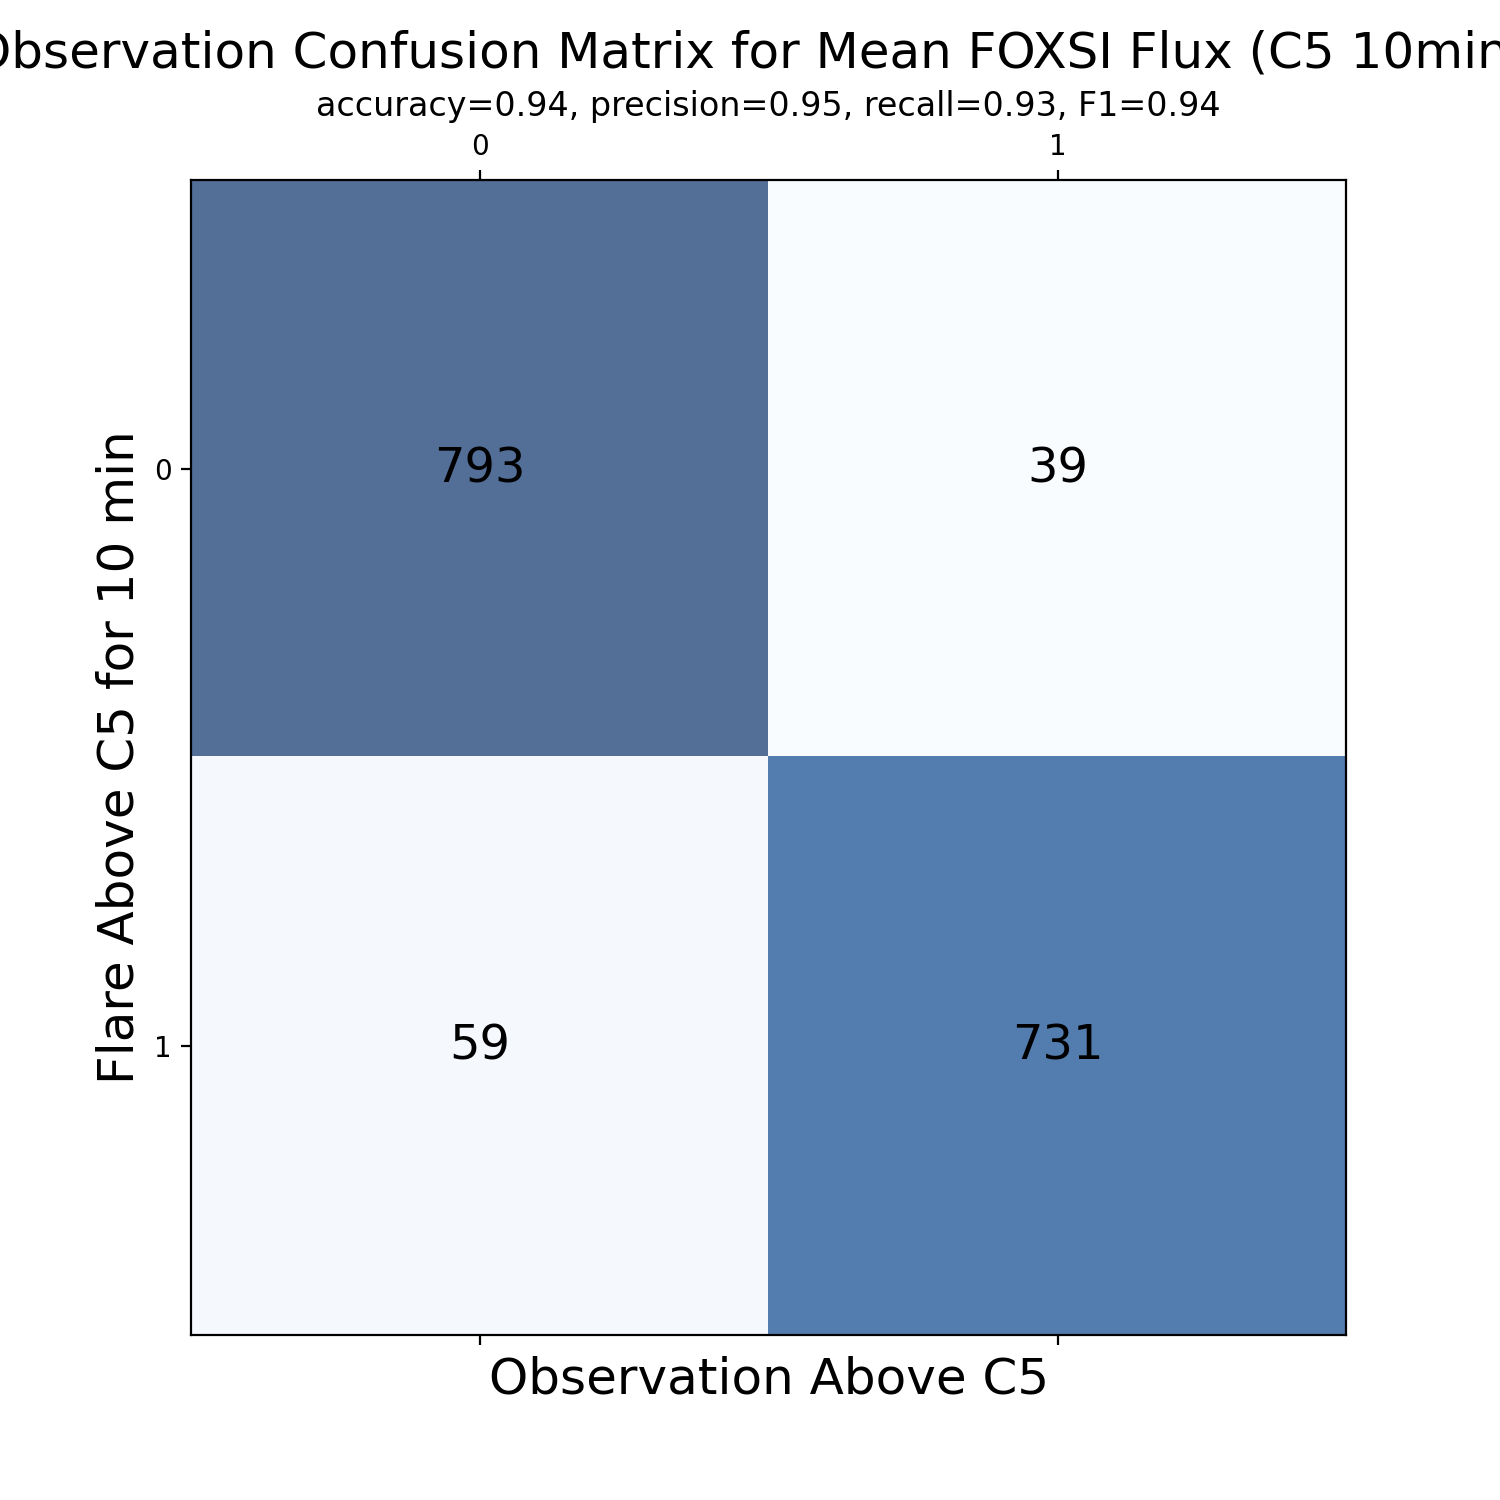 Observation Confusion Matrix for Mean FOXSI Flux (C5 10min
accuracy=0.94, precision=0.95, recall=0.93, F1=0.94
0 1
Flare Above C5 for 10 min
0 793 39
1 59 731
Observation Above C5